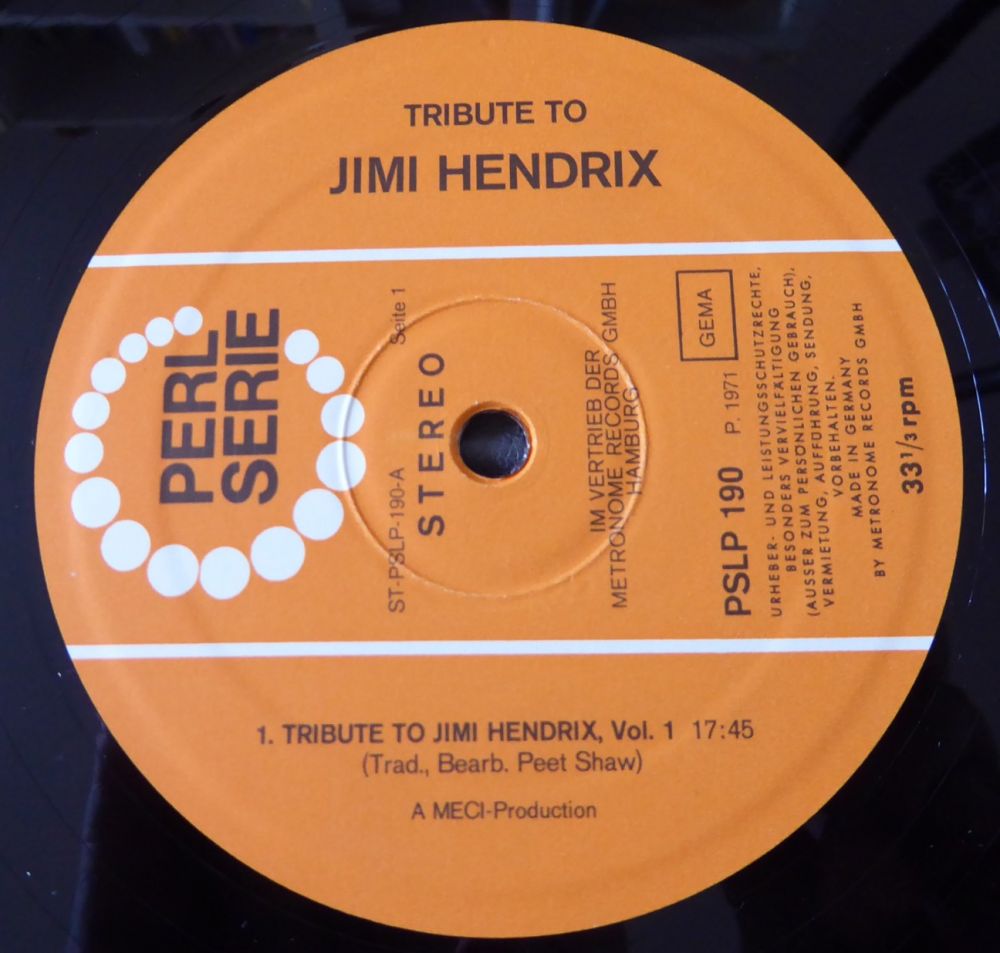 TRIBUTE TO
JIMI HENDRIX
PERL
SERIE
ST-PSLP-190-A
Seite 1
STEREO
IM VERTRIEB DER
METRONOME RECORDS GMBH
HAMBURG
GEMA
PSLP 190 P. 1971
URHEBER- UND LEISTUNGSSCHUTZRECHTE,
BESONDERS VERVIELFÄLTIGUNG
(AUSSER ZUM PERSÖNLICHEN GEBRAUCH),
VERMIETUNG, AUFFÜHRUNG, SENDUNG,
VORBEHALTEN.
MADE IN GERMANY
BY METRONOME RECORDS GMBH
33 1/3 rpm
1. TRIBUTE TO JIMI HENDRIX, Vol. 1 17:45
(Trad., Bearb. Peet Shaw)
A MECI-Production